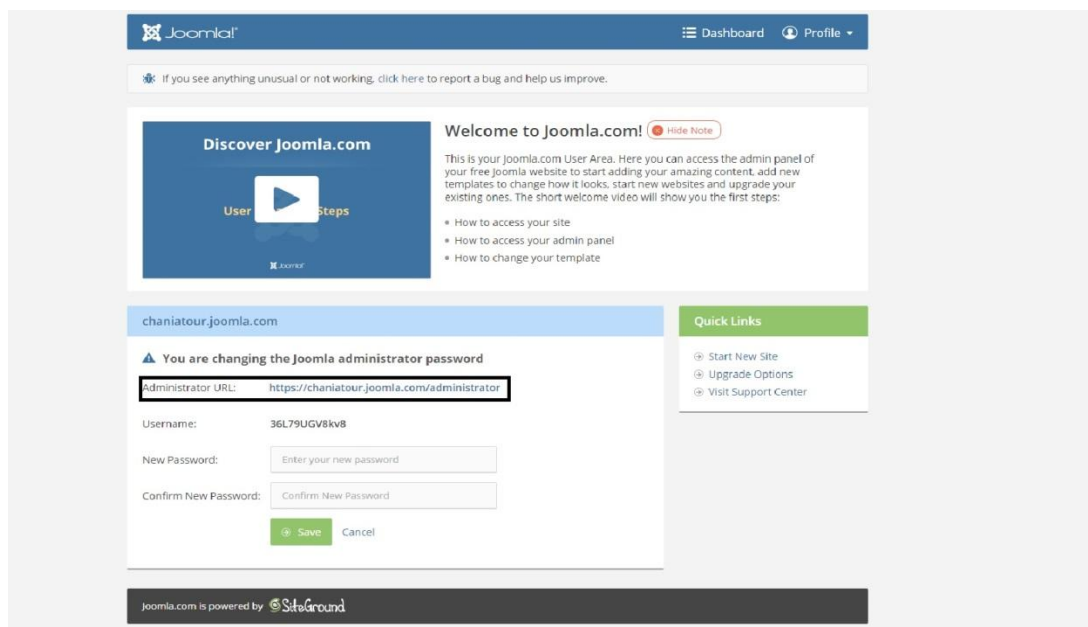 Joomla!®
Dashboard
Profile
If you see anything unusual or not working, click here to report a bug and help us improve.
Discover Joomla.com
User Steps
Joomla!
Welcome to Joomla.com!
Hide Note
This is your Joomla.com User Area. Here you can access the admin panel of
your free Joomla website to start adding your amazing content, add new
templates to change how it looks, start new websites and upgrade your
existing ones. The short welcome video will show you the first steps:
How to access your site
How to access your admin panel
How to change your template
chaniatour.joomla.com
You are changing the Joomla administrator password
Administrator URL: https://chaniatour.joomla.com/administrator
Username: 36L79UGV8kv8
New Password: Enter your new password
Confirm New Password: Confirm New Password
Save Cancel
Quick Links
Start New Site
Upgrade Options
Visit Support Center
Joomla.com is powered by SiteGround